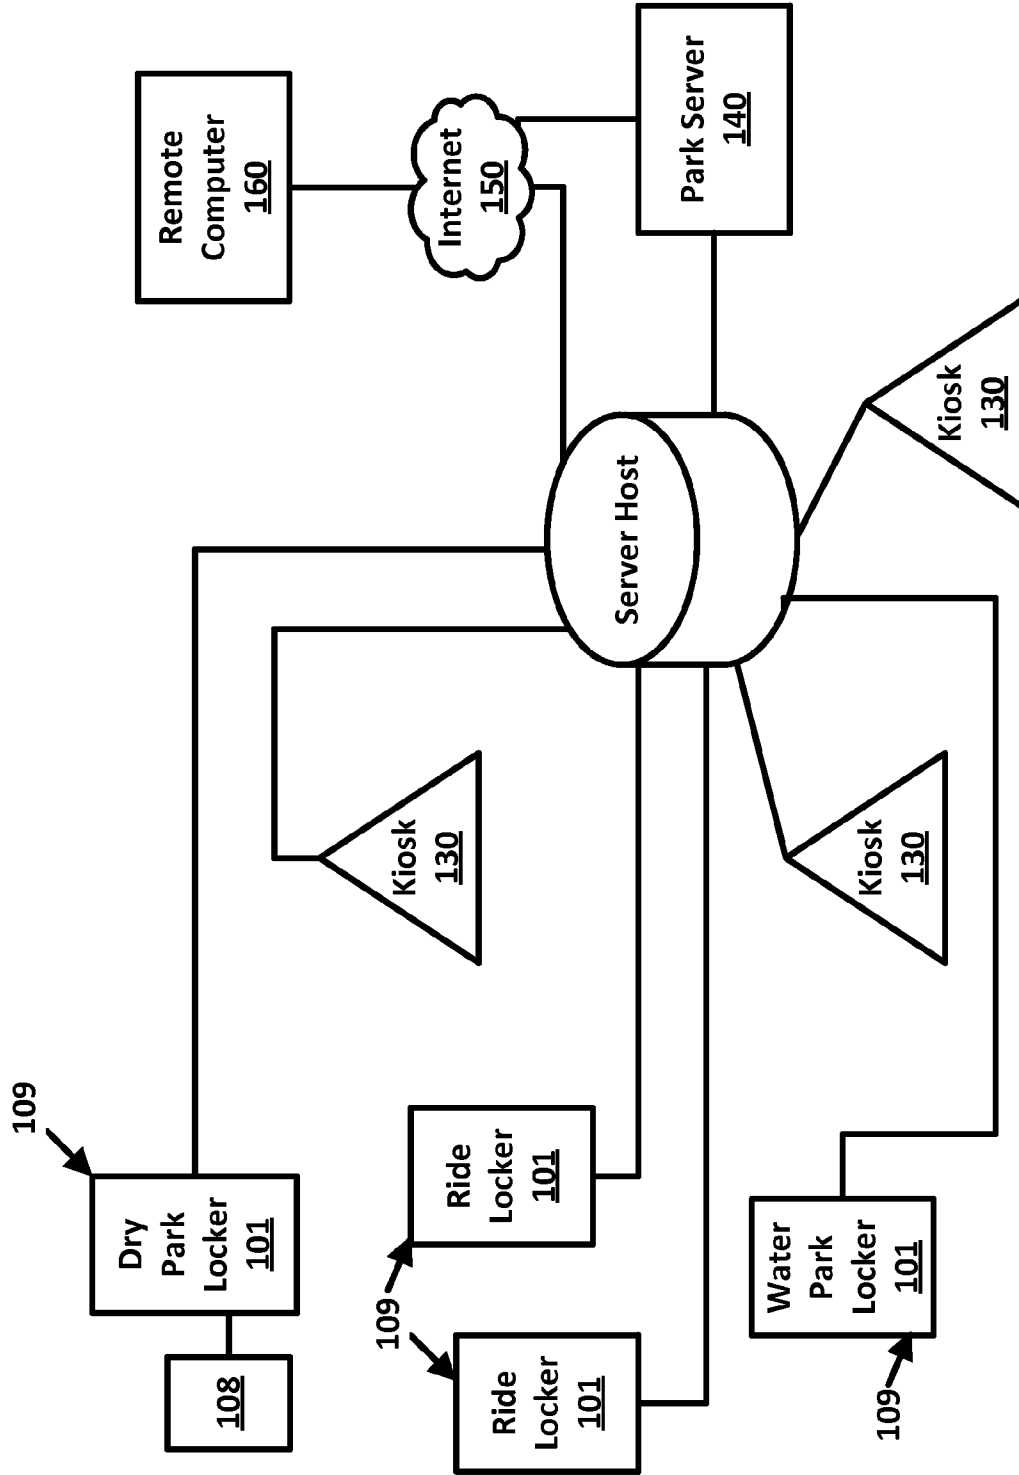 109
108
Dry
Park
Locker
101
Remote
Computer
160
109
Ride
Locker
101
Ride
Locker
101
Kiosk
130
Internet
150
Server Host
Park Server
140
Water
Park
Locker
101
109
Kiosk
130
Kiosk
130